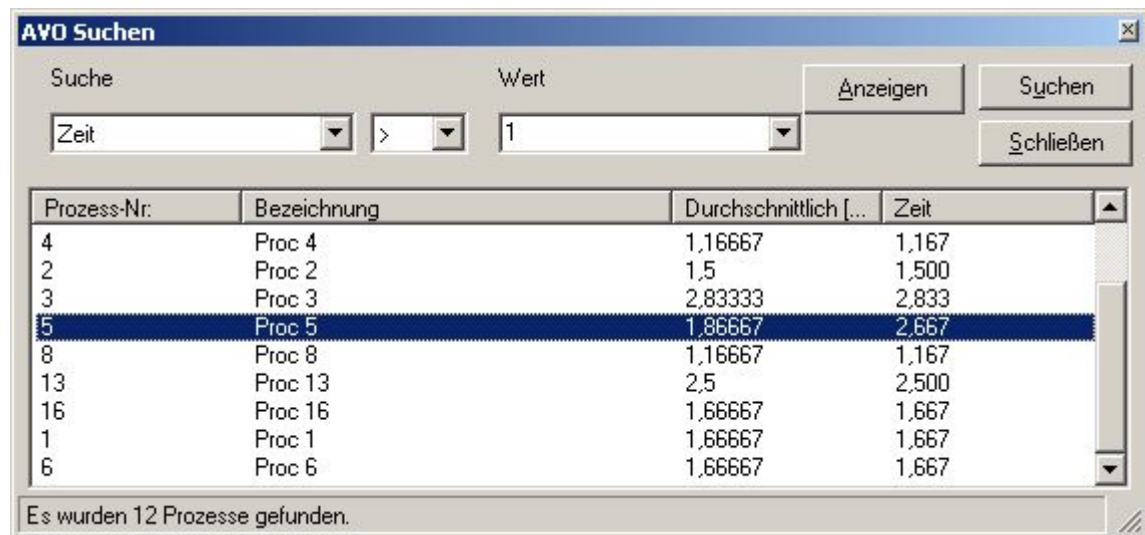 AVO Suchen
Suche Wert Anzeigen Suchen
Zeit > 1 Schließen
Prozess-Nr: Bezeichnung Durchschnittlich [... Zeit
4 Proc 4 1,16667 1,167
2 Proc 2 1,5 1,500
3 Proc 3 2,83333 2,833
5 Proc 5 1,86667 2,667
8 Proc 8 1,16667 1,167
13 Proc 13 2,5 2,500
16 Proc 16 1,66667 1,667
1 Proc 1 1,66667 1,667
6 Proc 6 1,66667 1,667
Es wurden 12 Prozesse gefunden.